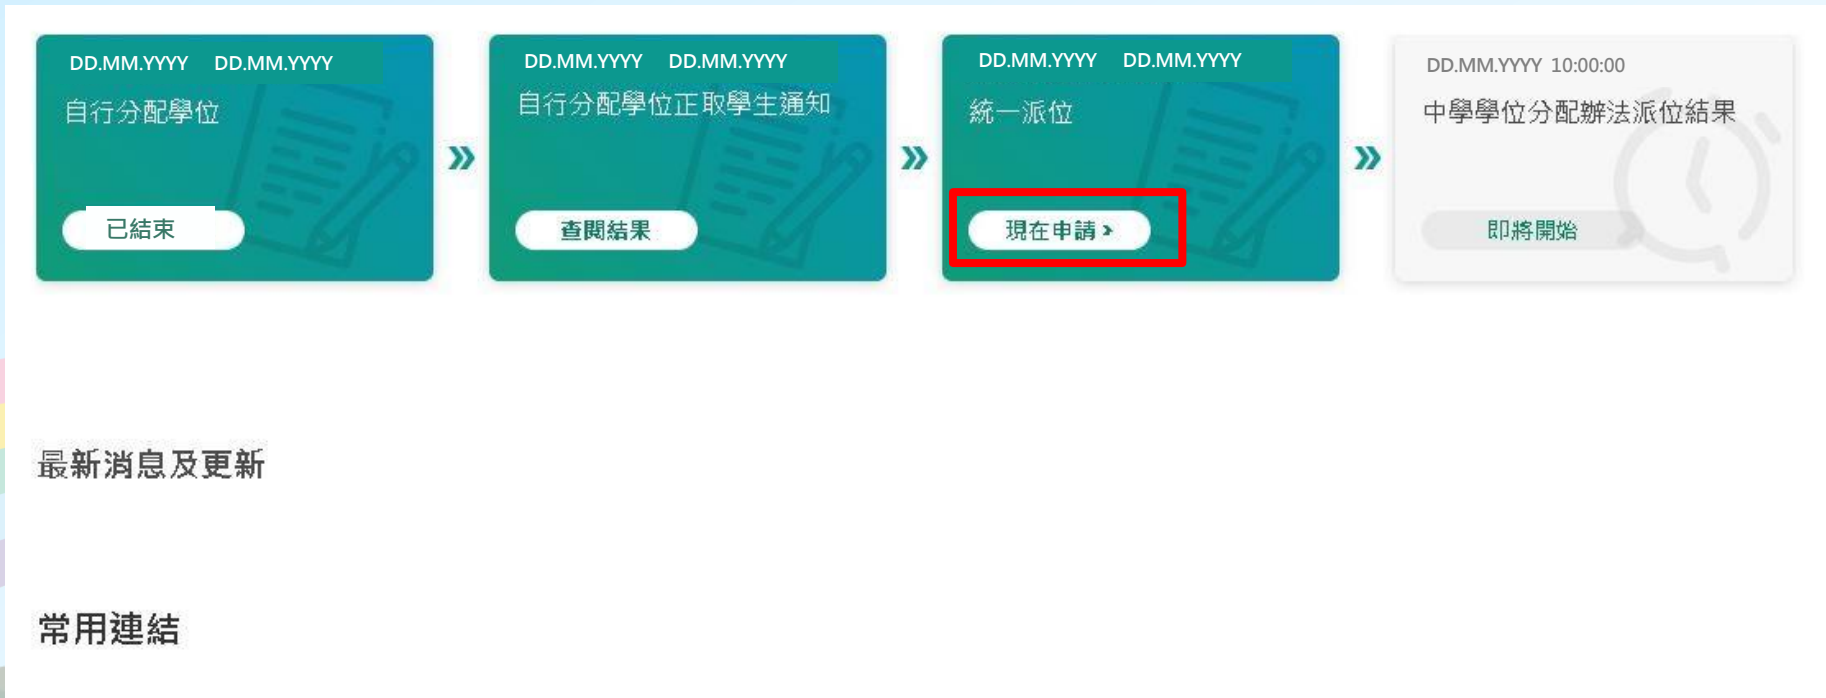 DD.MM.YYYY DD.MM.YYYY
自行分配學位
已結束
DD.MM.YYYY DD.MM.YYYY
自行分配學位正取學生通知
查閱結果
DD.MM.YYYY DD.MM.YYYY
統一派位
現在申請 >
DD.MM.YYYY 10:00:00
中學學位分配辦法派位結果
即將開始
最新消息及更新
常用連結